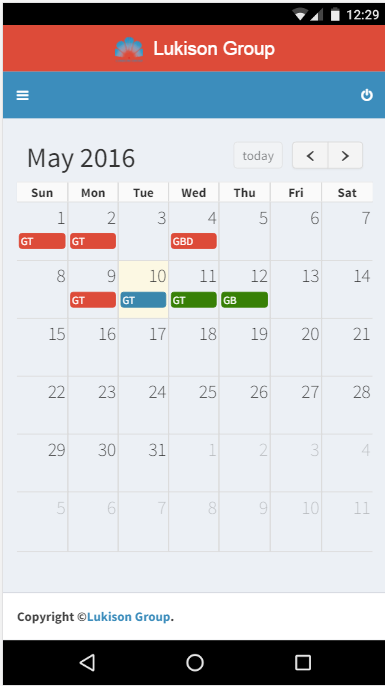 12:29
Lukison Group
May 2016
today
Sun Mon Tue Wed Thu Fri Sat
1 2 3 4 5 6 7
GT GT GBD
8 9 10 11 12 13 14
GT GT GT GB
15 16 17 18 19 20 21
22 23 24 25 26 27 28
29 30 31 1 2 3 4
5 6 7 8 9 10 11
Copyright ©Lukison Group.